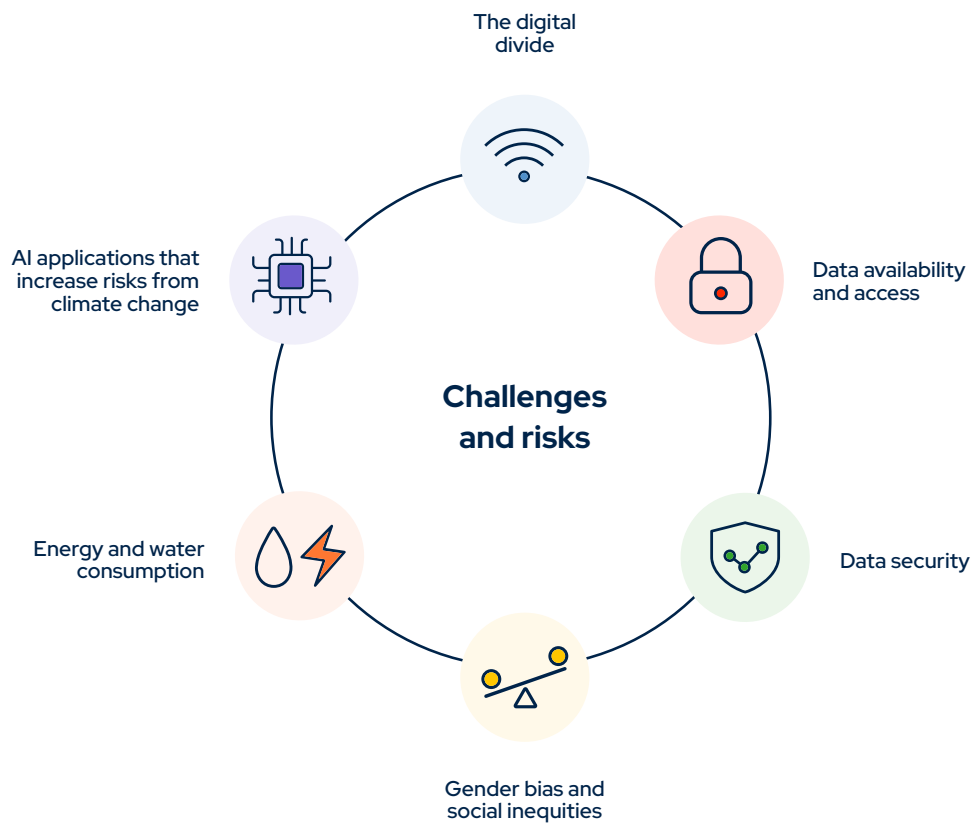 The digital
divide
AI applications that
increase risks from
climate change
Data availability
and access
Challenges
and risks
Energy and water
consumption
Data security
Gender bias and
social inequities